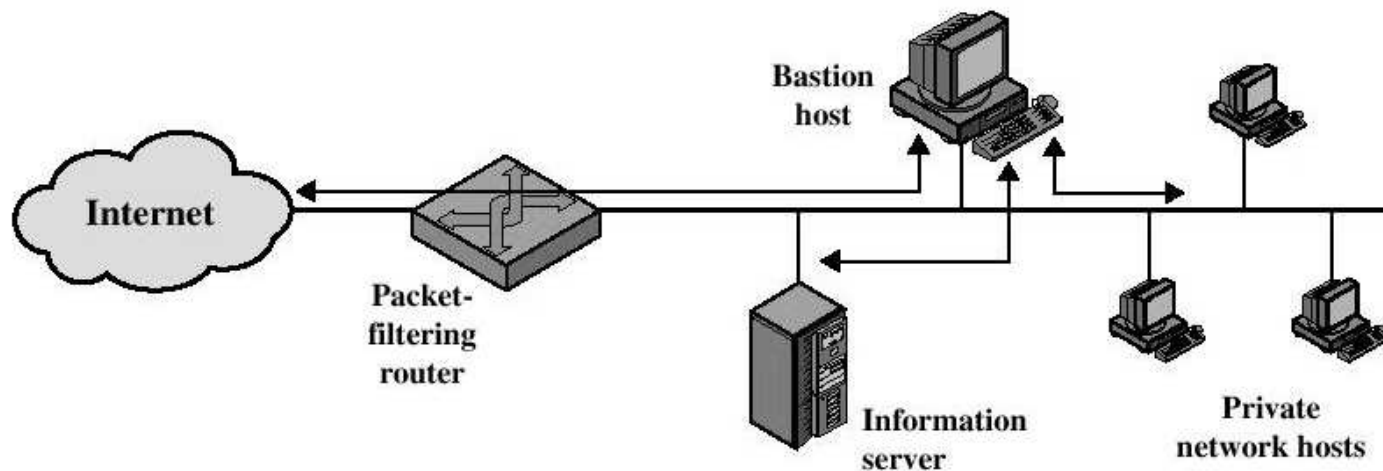 Bastion
host
Internet
Packet-
filtering
router
Information
server
Private
network hosts